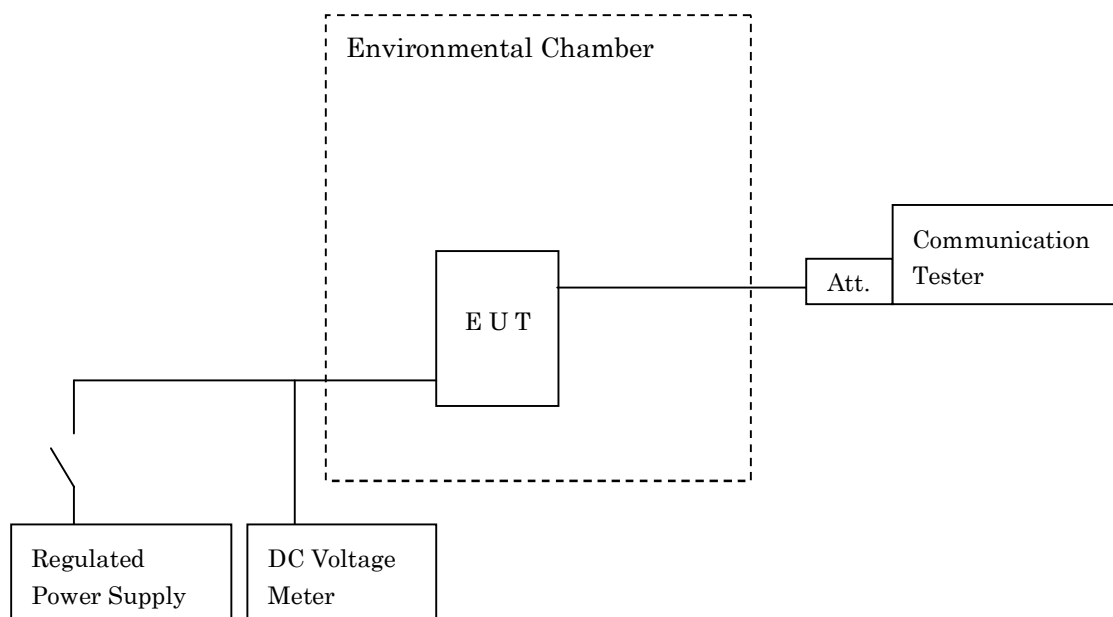 Environmental Chamber
Communication
Tester
Att.
E U T
Regulated
Power Supply
DC Voltage
Meter